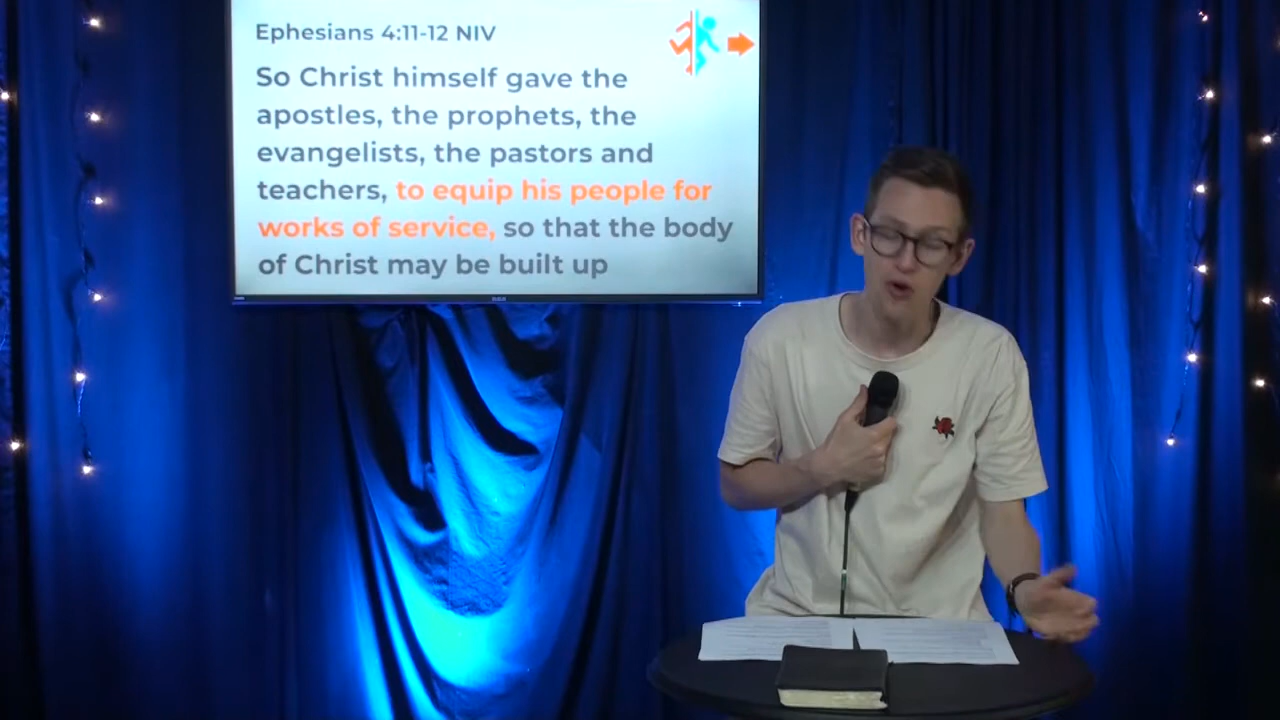 Ephesians 4:11-12 NIV
So Christ himself gave the
apostles, the prophets, the
evangelists, the pastors and
teachers, to equip his people for
works of service, so that the body
of Christ may be built up